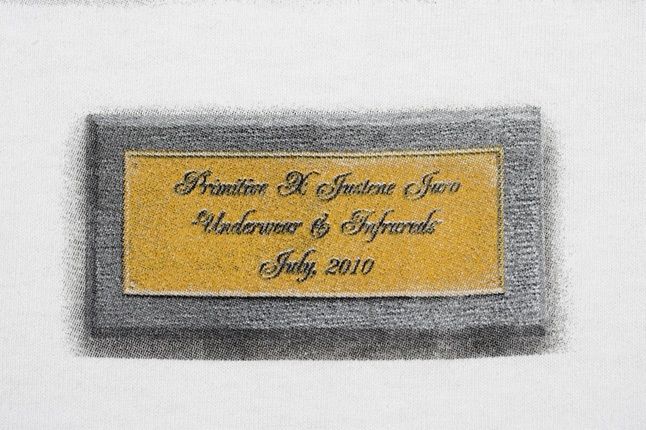 Primitive X Justene Jaro
"Underwear & Infrareds"
July, 2010